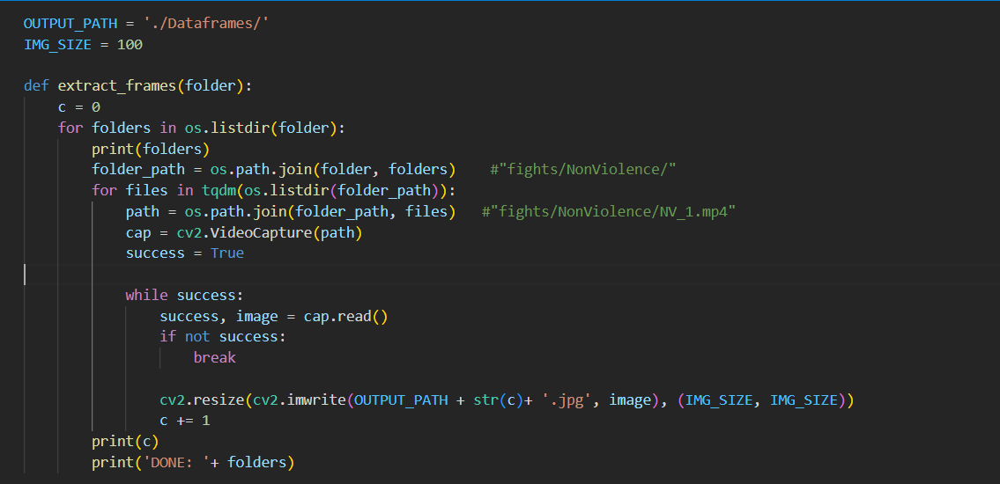 OUTPUT_PATH = './Dataframes/'
IMG_SIZE = 100

def extract_frames(folder):
    c = 0
    for folders in os.listdir(folder):
        print(folders)
        folder_path = os.path.join(folder, folders)    #"fights/NonViolence/"
        for files in tqdm(os.listdir(folder_path)):
            path = os.path.join(folder_path, files)   #"fights/NonViolence/NV_1.mp4"
            cap = cv2.VideoCapture(path)
            success = True

            while success:
                success, image = cap.read()
                if not success:
                    break

                cv2.resize(cv2.imwrite(OUTPUT_PATH + str(c)+ '.jpg', image), (IMG_SIZE, IMG_SIZE))
                c += 1
        print(c)
        print('DONE: '+ folders)